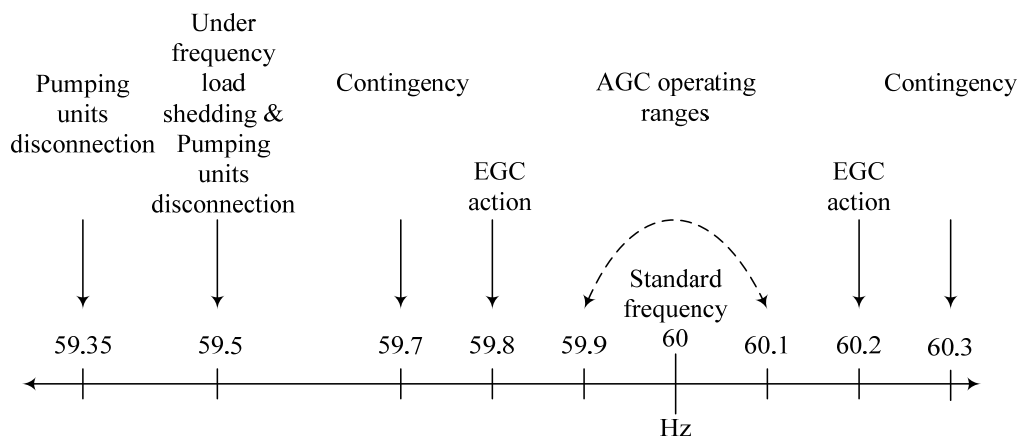 Pumping
units
disconnection
Under
frequency
load
shedding &
Pumping
units
disconnection
Contingency
EGC
action
AGC operating
ranges
Standard
frequency
EGC
action
Contingency
59.35
59.5
59.7
59.8
59.9
60
60.1
60.2
60.3
Hz